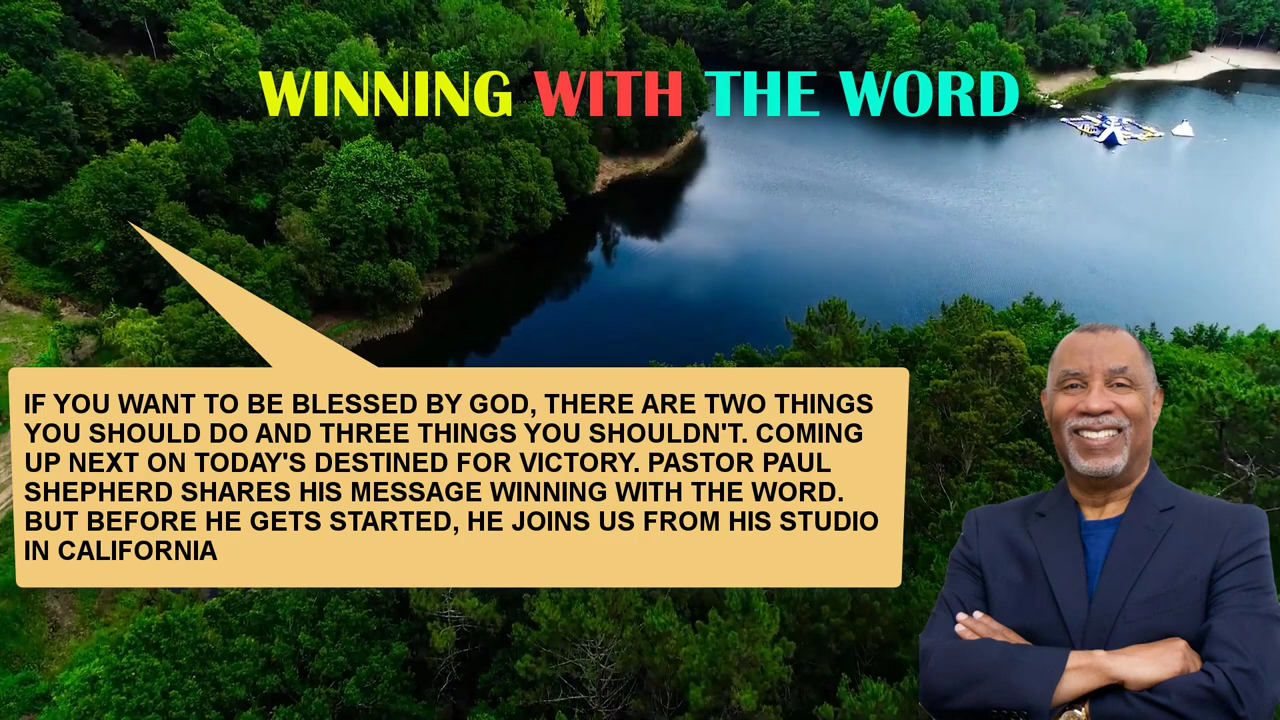 WINNING WITH THE WORD
IF YOU WANT TO BE BLESSED BY GOD, THERE ARE TWO THINGS
YOU SHOULD DO AND THREE THINGS YOU SHOULDN'T. COMING
UP NEXT ON TODAY'S DESTINED FOR VICTORY. PASTOR PAUL
SHEPHERD SHARES HIS MESSAGE WINNING WITH THE WORD.
BUT BEFORE HE GETS STARTED, HE JOINS US FROM HIS STUDIO
IN CALIFORNIA